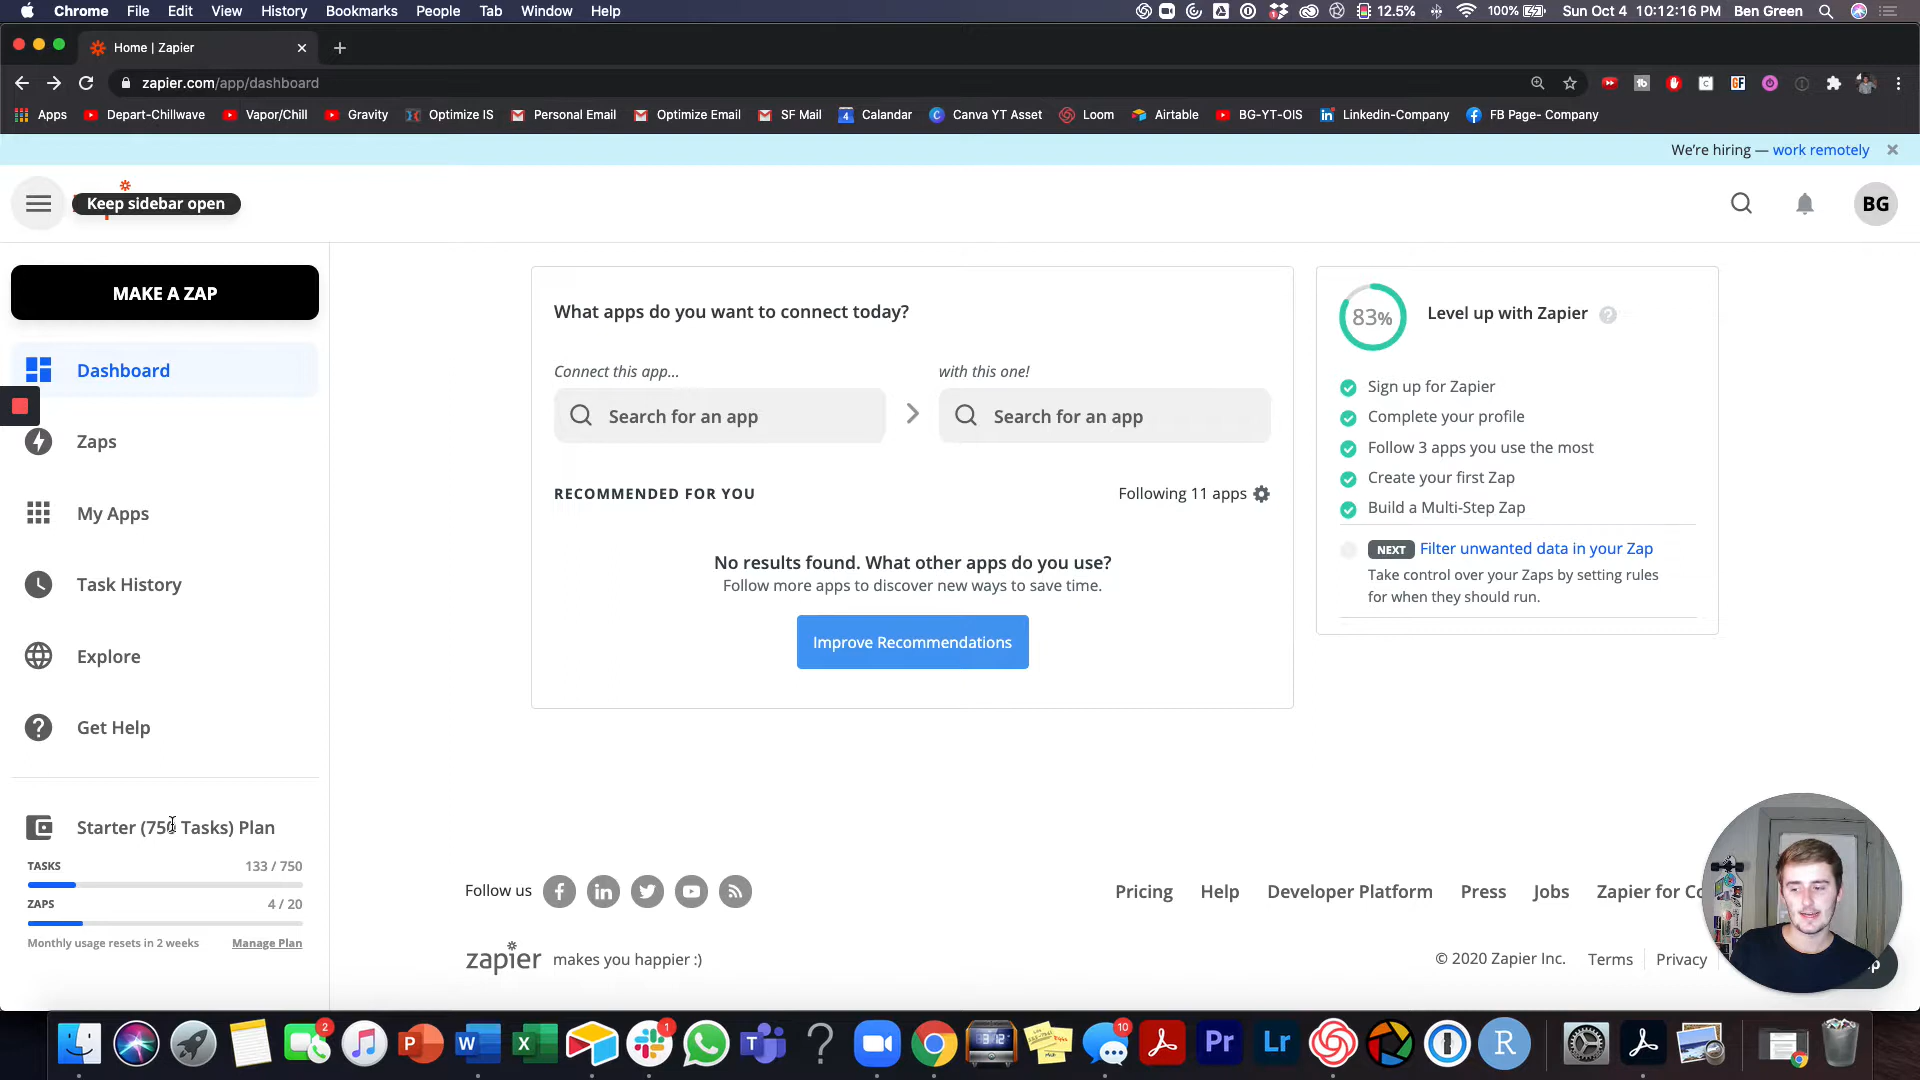 Chrome File Edit View History Bookmarks People Tab Window Help 12.5% 100% Sun Oct 4 10:12:16 PM Ben Green
Home | Zapier
zapier.com/app/dashboard
Apps Depart-Chillwave Vapor/Chill Gravity Optimize IS Personal Email Optimize Email SF Mail Calandar Canva YT Asset Loom Airtable BG-YT-OIS Linkedin-Company FB Page- Company
We're hiring — work remotely
Keep sidebar open
BG
MAKE A ZAP
Dashboard
Zaps
My Apps
Task History
Explore
Get Help
Starter (750 Tasks) Plan
TASKS 133 / 750
ZAPS 4 / 20
Monthly usage resets in 2 weeks Manage Plan
What apps do you want to connect today?
Connect this app... with this one!
Search for an app Search for an app
RECOMMENDED FOR YOU Following 11 apps
No results found. What other apps do you use?
Follow more apps to discover new ways to save time.
Improve Recommendations
83% Level up with Zapier
Sign up for Zapier
Complete your profile
Follow 3 apps you use the most
Create your first Zap
Build a Multi-Step Zap
NEXT Filter unwanted data in your Zap
Take control over your Zaps by setting rules
for when they should run.
Follow us
Pricing Help Developer Platform Press Jobs Zapier for Co
zapier makes you happier :)
© 2020 Zapier Inc. Terms Privacy
2 P W X 1 T 3:12 10 Pr Lr R